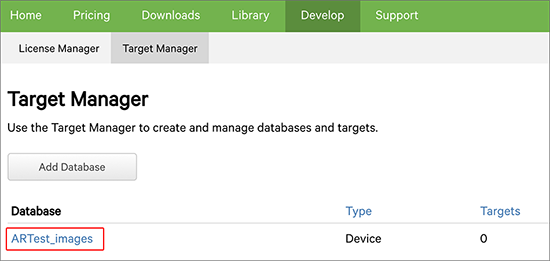 Home Pricing Downloads Library Develop Support
License Manager Target Manager
Target Manager
Use the Target Manager to create and manage databases and targets.
Add Database
Database Type Targets
ARTest_images Device 0